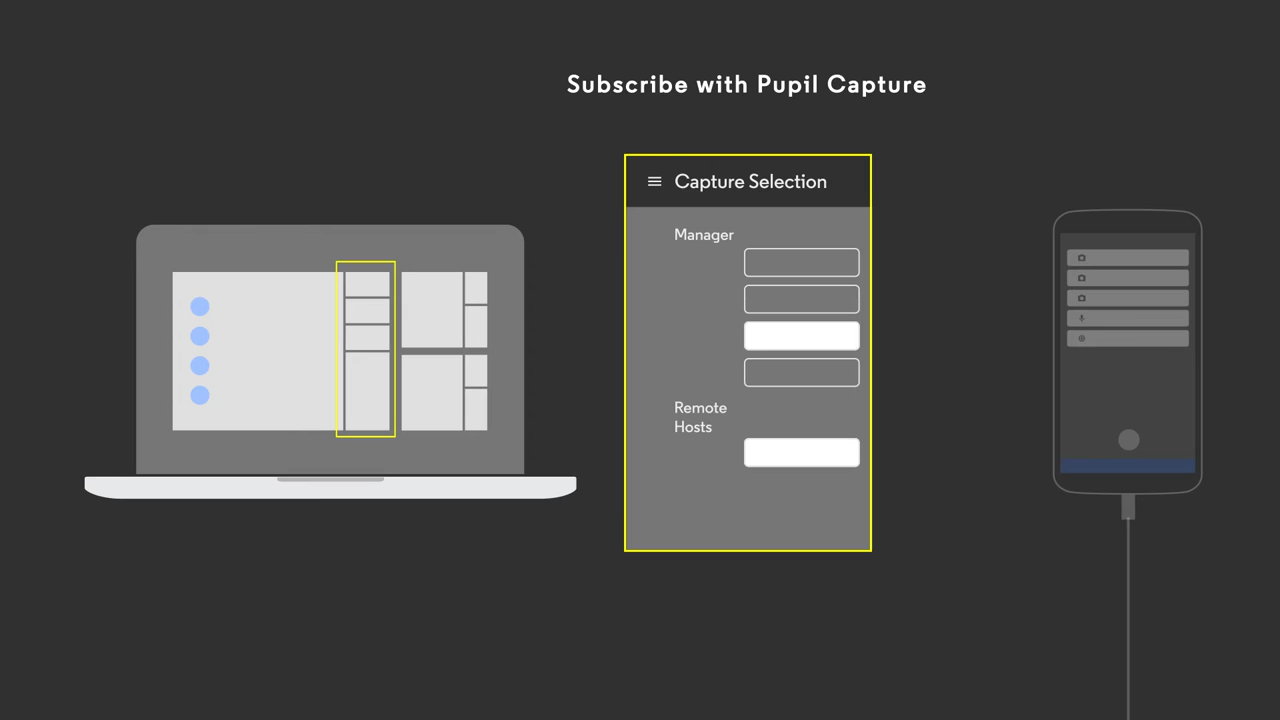 Subscribe with Pupil Capture
Capture Selection
Manager
Remote
Hosts